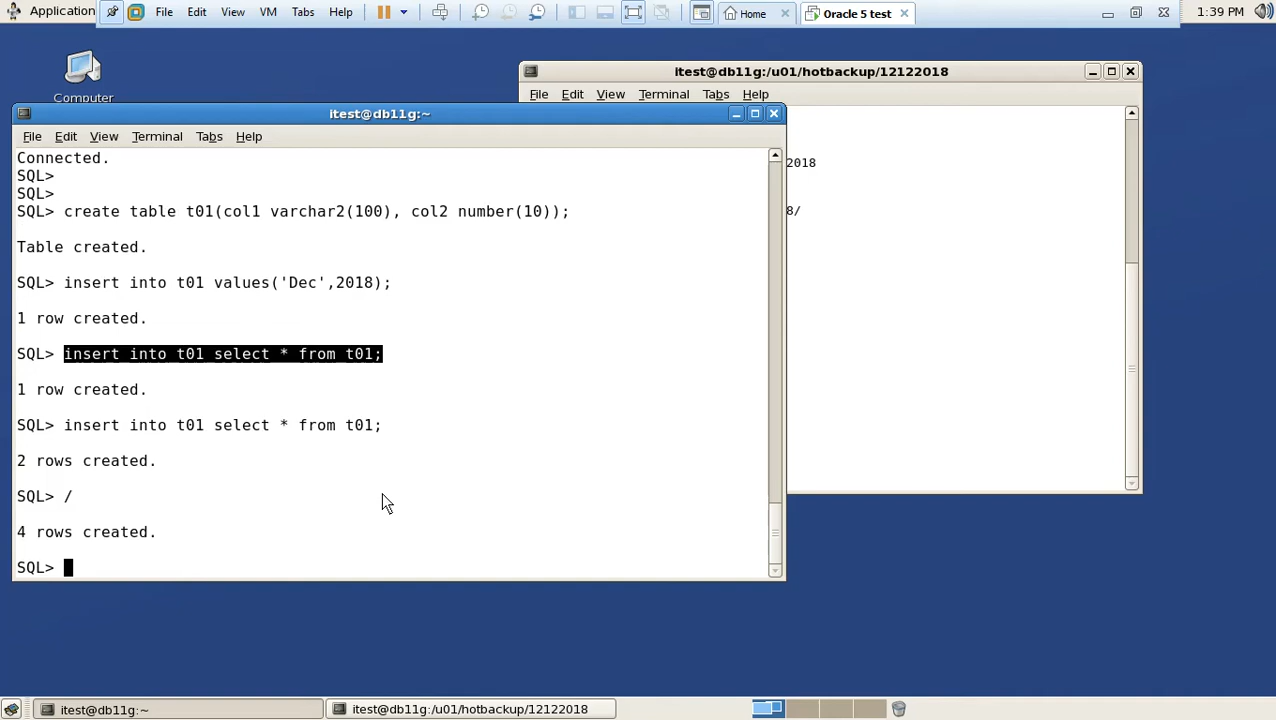 Application
File Edit View VM Tabs Help
Home
Oracle 5 test
1:39 PM
Computer
itest@db11g:/u01/hotbackup/12122018
File Edit View Terminal Tabs Help
2018
8/
itest@db11g:~
File Edit View Terminal Tabs Help
Connected.
SQL>
SQL>
SQL> create table t01(col1 varchar2(100), col2 number(10));
Table created.
SQL> insert into t01 values('Dec',2018);
1 row created.
SQL> insert into t01 select * from t01;
1 row created.
SQL> insert into t01 select * from t01;
2 rows created.
SQL> /
4 rows created.
SQL>
itest@db11g:~
itest@db11g:/u01/hotbackup/12122018